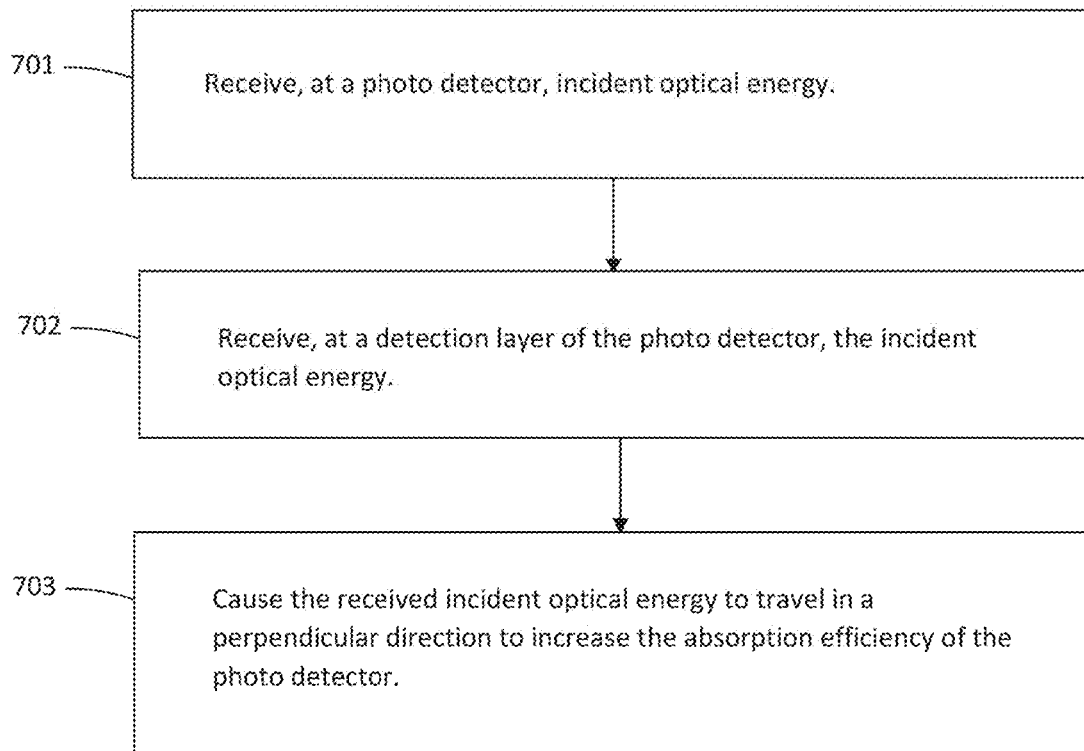 701
Receive, at a photo detector, incident optical energy.
702
Receive, at a detection layer of the photo detector, the incident
optical energy.
703
Cause the received incident optical energy to travel in a
perpendicular direction to increase the absorption efficiency of the
photo detector.